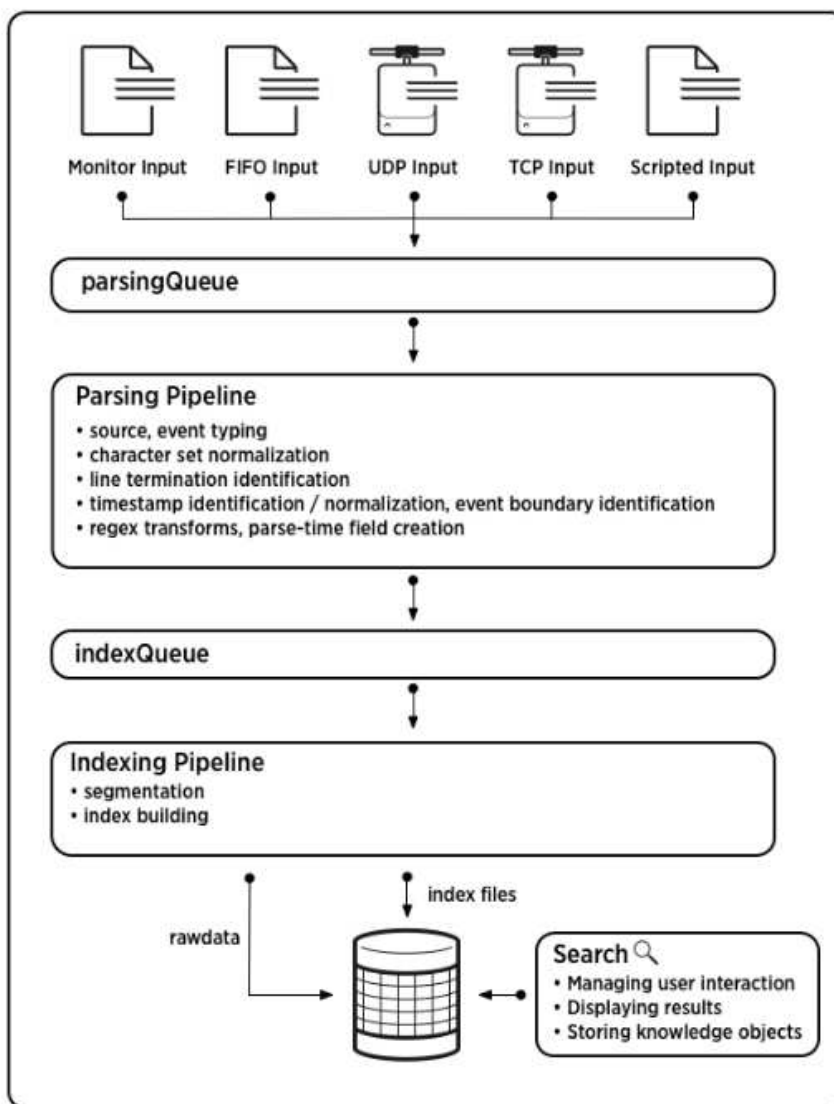 Monitor Input FIFO Input UDP Input TCP Input Scripted Input
parsingQueue
Parsing Pipeline
• source, event typing
• character set normalization
• line termination identification
• timestamp identification / normalization, event boundary identification
• regex transforms, parse-time field creation
indexQueue
Indexing Pipeline
• segmentation
• index building
index files
rawdata
Search
• Managing user interaction
• Displaying results
• Storing knowledge objects